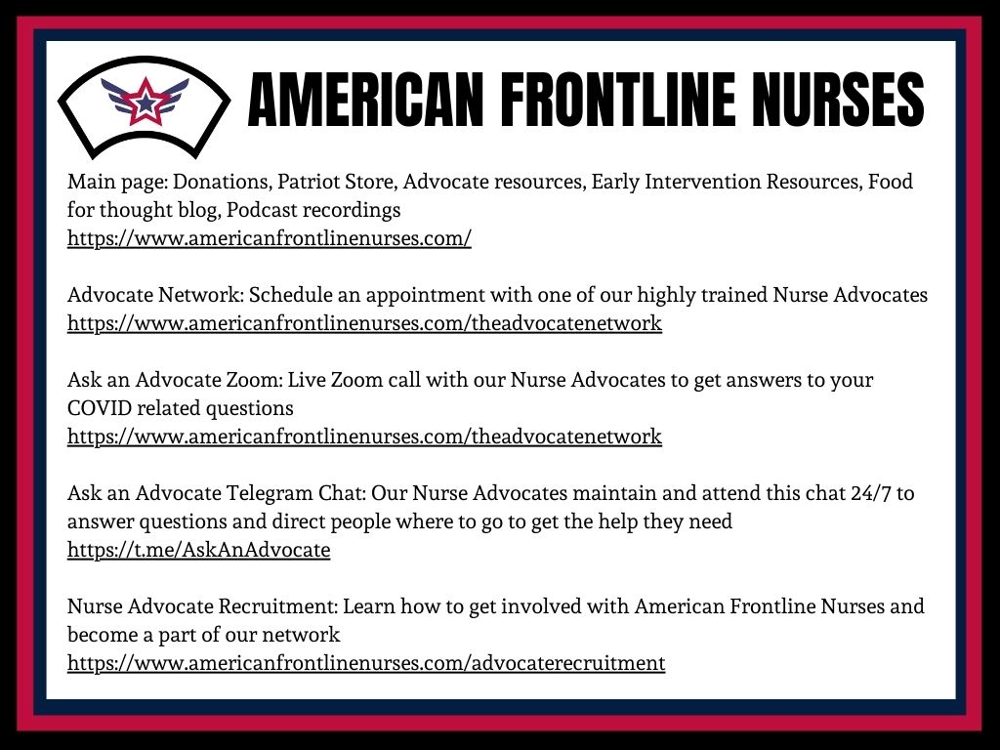 AMERICAN FRONTLINE NURSES
Main page: Donations, Patriot Store, Advocate resources, Early Intervention Resources, Food
for thought blog, Podcast recordings
https://www.americanfrontlinenurses.com/
Advocate Network: Schedule an appointment with one of our highly trained Nurse Advocates
https://www.americanfrontlinenurses.com/theadvocatenetwork
Ask an Advocate Zoom: Live Zoom call with our Nurse Advocates to get answers to your
COVID related questions
https://www.americanfrontlinenurses.com/theadvocatenetwork
Ask an Advocate Telegram Chat: Our Nurse Advocates maintain and attend this chat 24/7 to
answer questions and direct people where to go to get the help they need
https://t.me/AskAnAdvocate
Nurse Advocate Recruitment: Learn how to get involved with American Frontline Nurses and
become a part of our network
https://www.americanfrontlinenurses.com/advocaterecruitment